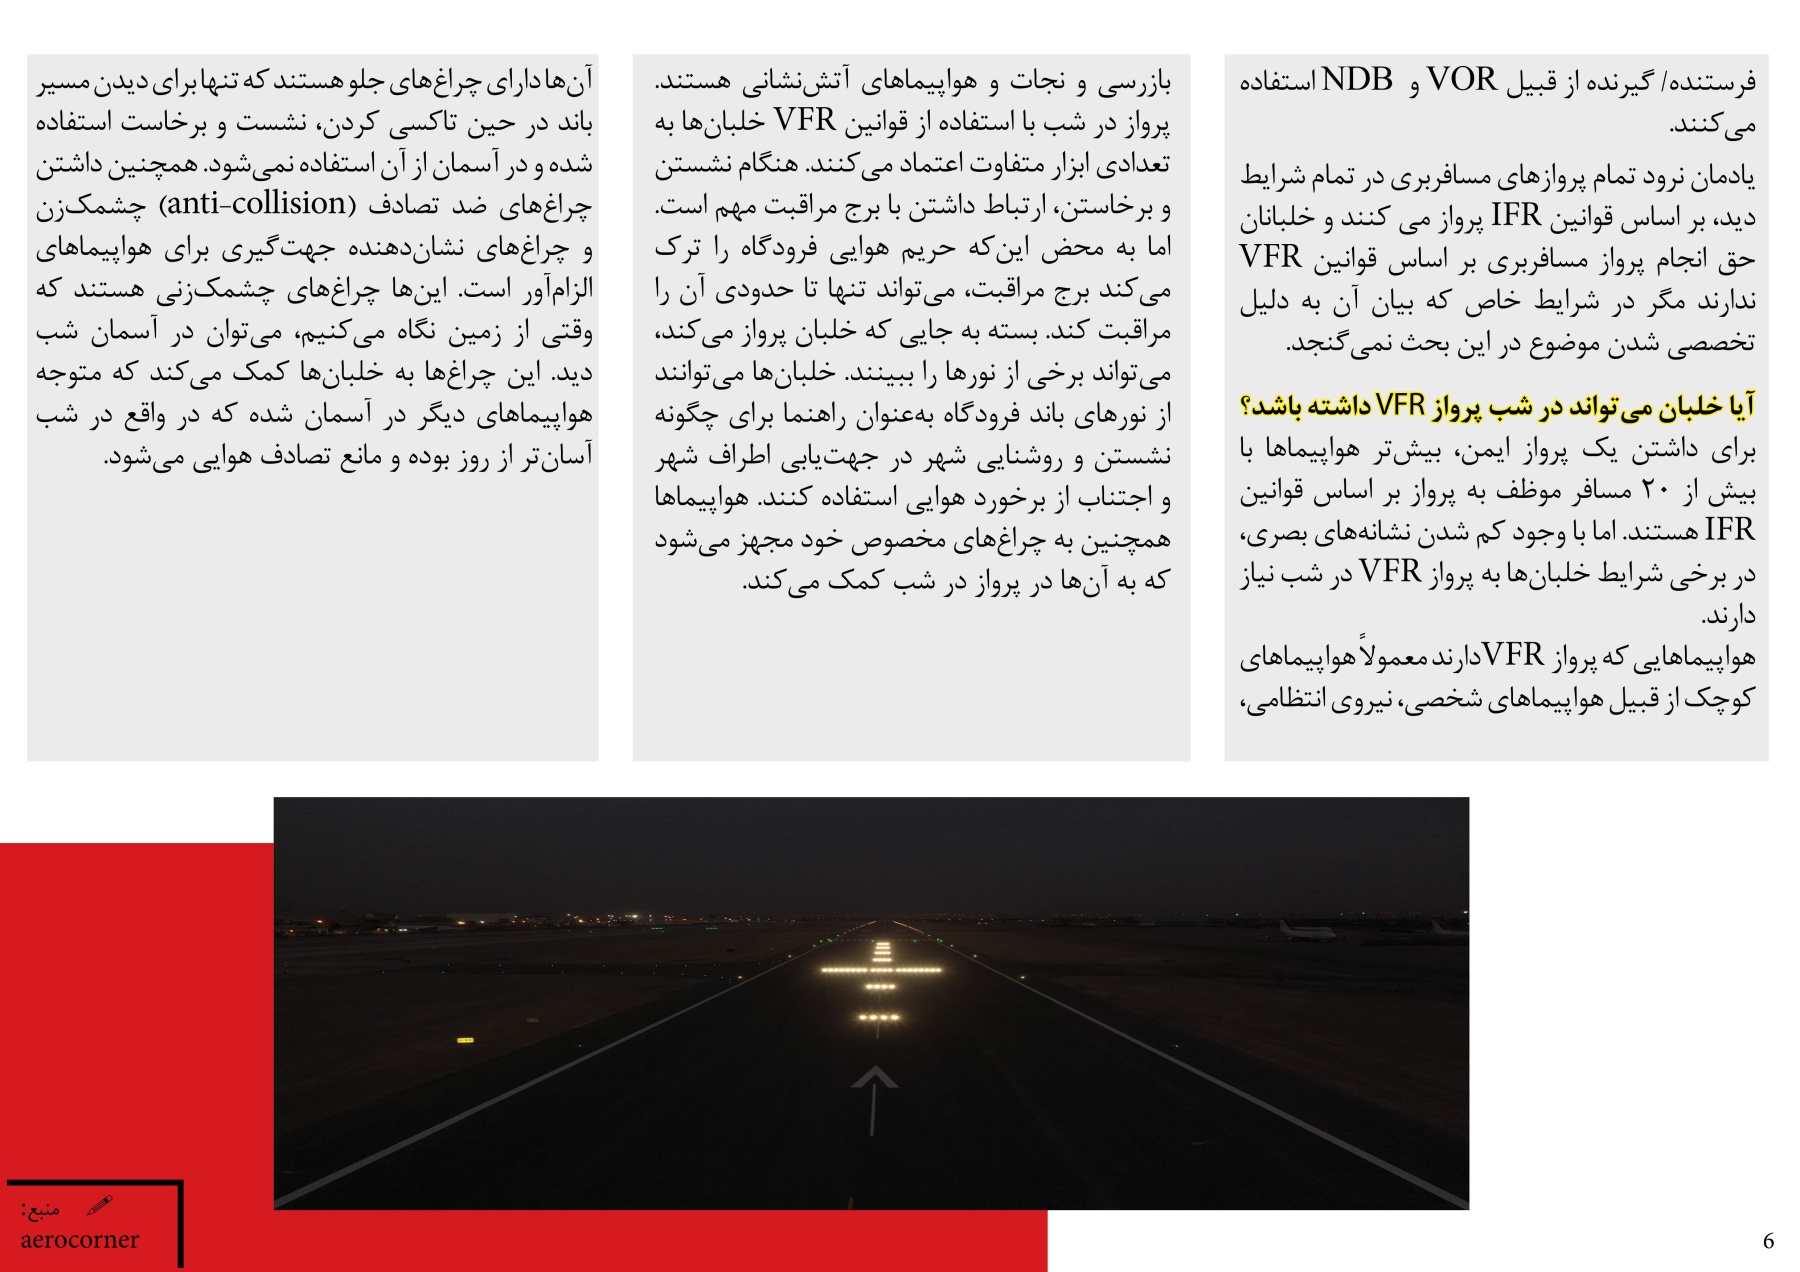 فرستنده/ گیرنده از قبیل VOR و NDB استفاده
می‌کنند.
یادمان نرود تمام پروازهای مسافربری در تمام شرایط
دید، بر اساس قوانین IFR پرواز می کنند و خلبانان
حق انجام پرواز مسافربری بر اساس قوانین VFR
ندارند مگر در شرایط خاص که بیان آن به دلیل
تخصصی شدن موضوع در این بحث نمی‌گنجد.
آیا خلبان می‌تواند در شب پرواز VFR داشته باشد؟
برای داشتن یک پرواز ایمن، بیش‌تر هواپیماها با
بیش از ۲۰ مسافر موظف به پرواز بر اساس قوانین
IFR هستند. اما با وجود کم شدن نشانه‌های بصری،
در برخی شرایط خلبان‌ها به پرواز VFR در شب نیاز
دارند.
هواپیماهایی که پرواز VFRدارند معمولاً هواپیماهای
کوچک از قبیل هواپیماهای شخصی، نیروی انتظامی،
بازرسی و نجات و هواپیماهای آتش‌نشانی هستند.
پرواز در شب با استفاده از قوانین VFR خلبان‌ها به
تعدادی ابزار متفاوت اعتماد می‌کنند. هنگام نشستن
و برخاستن، ارتباط داشتن با برج مراقبت مهم است.
اما به محض این‌که حریم هوایی فرودگاه را ترک
می‌کند برج مراقبت، می‌تواند تنها تا حدودی آن را
مراقبت کند. بسته به جایی که خلبان پرواز می‌کند،
می‌تواند برخی از نورها را ببینند. خلبان‌ها می‌توانند
از نورهای باند فرودگاه به‌عنوان راهنما برای چگونه
نشستن و روشنایی شهر در جهت‌یابی اطراف شهر
و اجتناب از برخورد هوایی استفاده کنند. هواپیماها
همچنین به چراغ‌های مخصوص خود مجهز می‌شود
که به آن‌ها در پرواز در شب کمک می‌کند.
آن‌ها دارای چراغ‌های جلو هستند که تنها برای دیدن مسیر
باند در حین تاکسی کردن، نشست و برخاست استفاده
شده و در آسمان از آن استفاده نمی‌شود. همچنین داشتن
چراغ‌های ضد تصادف (anti-collision) چشمک‌زن
و چراغ‌های نشان‌دهنده جهت‌گیری برای هواپیماهای
الزام‌آور است. این‌ها چراغ‌های چشمک‌زنی هستند که
وقتی از زمین نگاه می‌کنیم، می‌توان در آسمان شب
دید. این چراغ‌ها به خلبان‌ها کمک می‌کند که متوجه
هواپیماهای دیگر در آسمان شده که در واقع در شب
آسان‌تر از روز بوده و مانع تصادف هوایی می‌شود.
منبع:
aerocorner
6